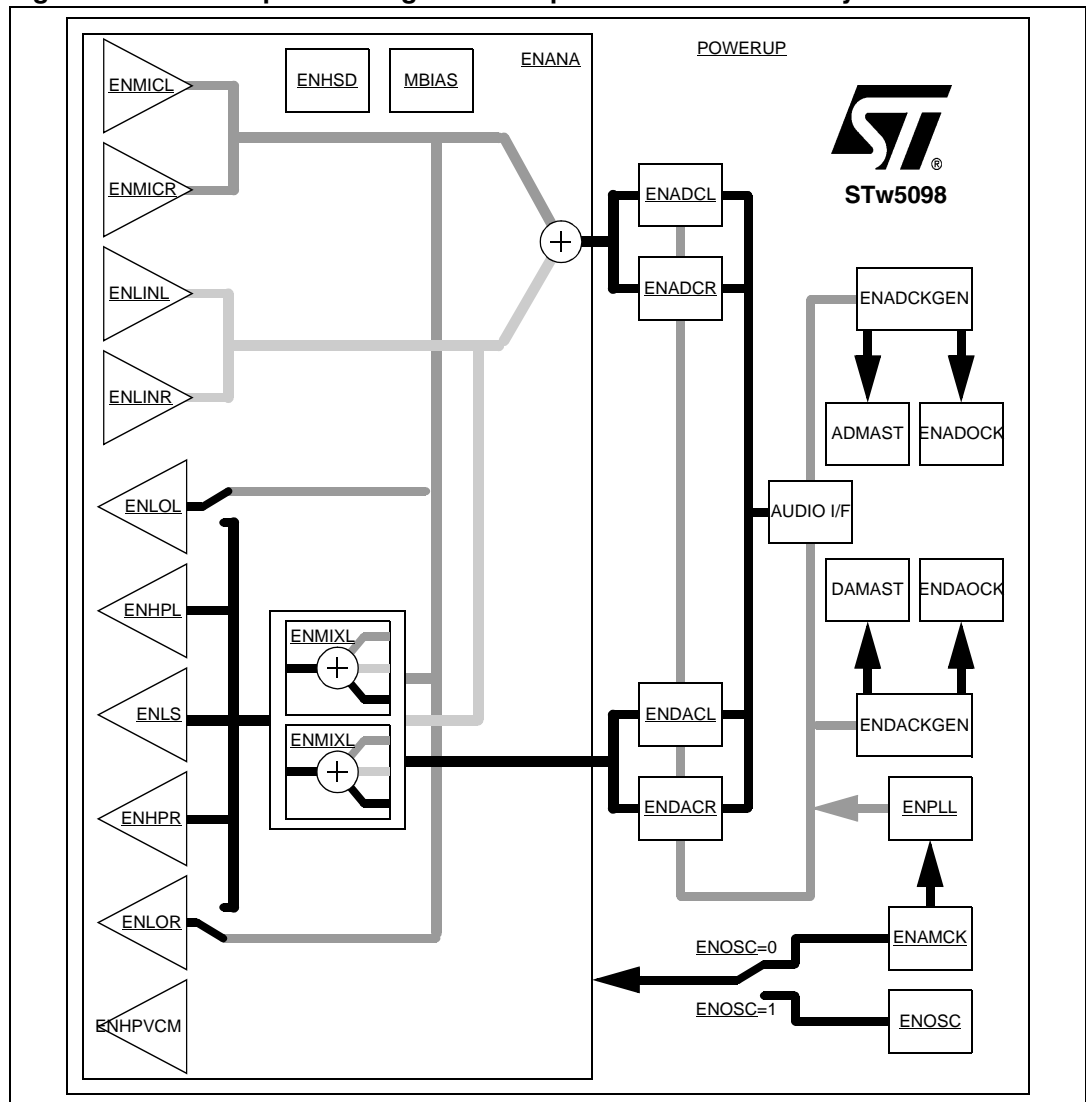 ENANA
POWERUP
ENHSD
MBIAS
ENMICL
ENMICR
ENLINL
ENLINR
ENLOL
ENHPL
ENLS
ENHPR
ENLOR
ENHPVCM
ENMIXL
ENMIXL
+
+
+
ENADCL
ENADCR
ENDACL
ENDACR
ST
®
STw5098
ENADCKGEN
ADMAST
ENADOCK
AUDIO I/F
DAMAST
ENDAOCK
ENDACKGEN
ENPLL
ENAMCK
ENOSC=0
ENOSC=1
ENOSC